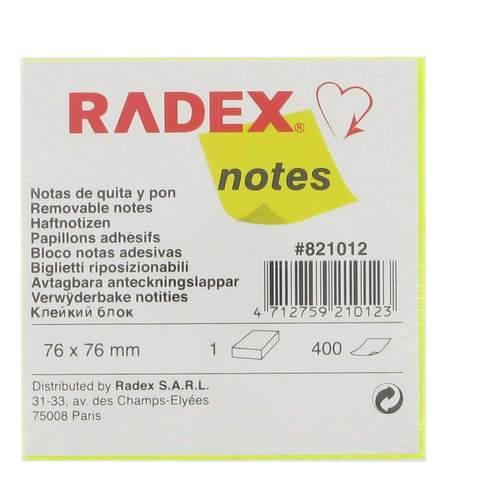 RADEX®
notes
Notas de quita y pon
Removable notes
Haftnotizen
Papillons adhésifs
Bloco notas adesivas
Biglietti riposizionabili
Avtagbara anteckningslappar
Verwÿderbake notities
Клейкий блок
#821012
4 712759 210123
76 x 76 mm 1 400
Distributed by Radex S.A.R.L.
31-33, av. des Champs-Elyées
75008 Paris